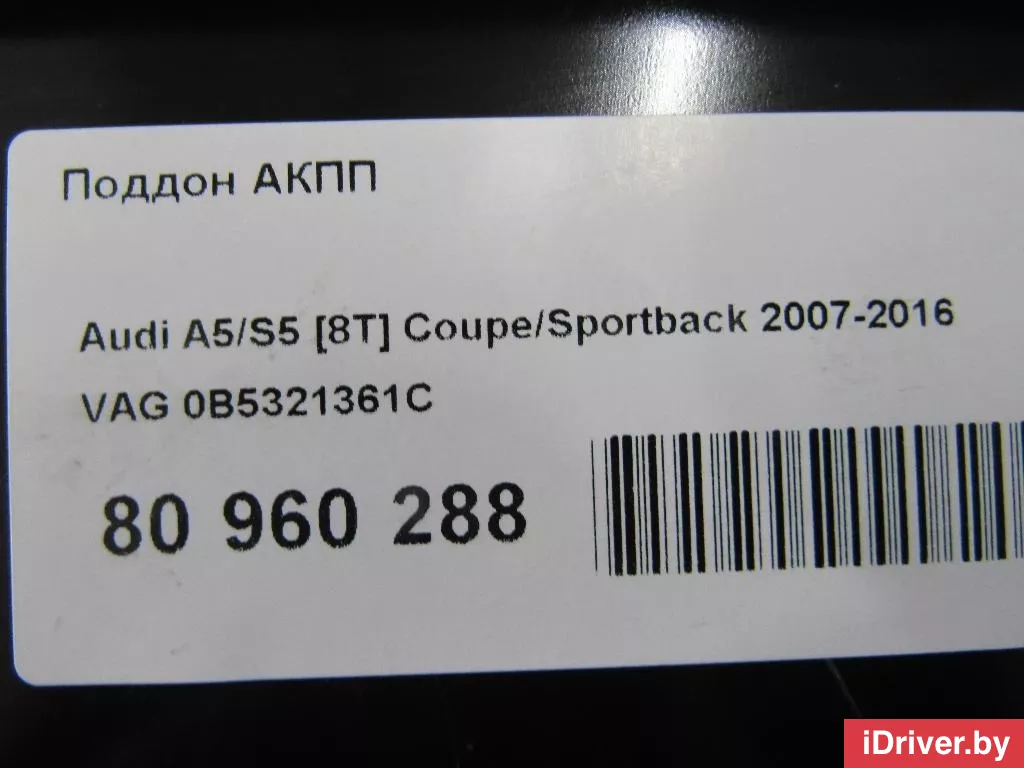 Поддон АКПП
Audi A5/S5 [8T] Coupe/Sportback 2007-2016
VAG 0B5321361C
80 960 288
iDriver.by